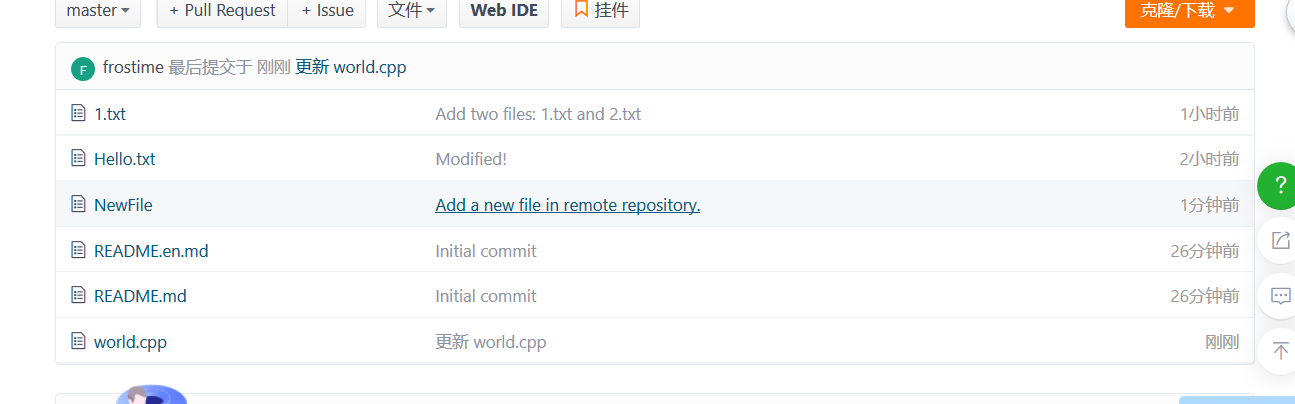 master + Pull Request + Issue 文件 Web IDE 挂件 克隆/下载
F frostime 最后提交于 刚刚 更新 world.cpp
1.txt Add two files: 1.txt and 2.txt 1小时前
Hello.txt Modified! 2小时前
NewFile Add a new file in remote repository. 1分钟前
?
README.en.md Initial commit 26分钟前
README.md Initial commit 26分钟前
world.cpp 更新 world.cpp 刚刚